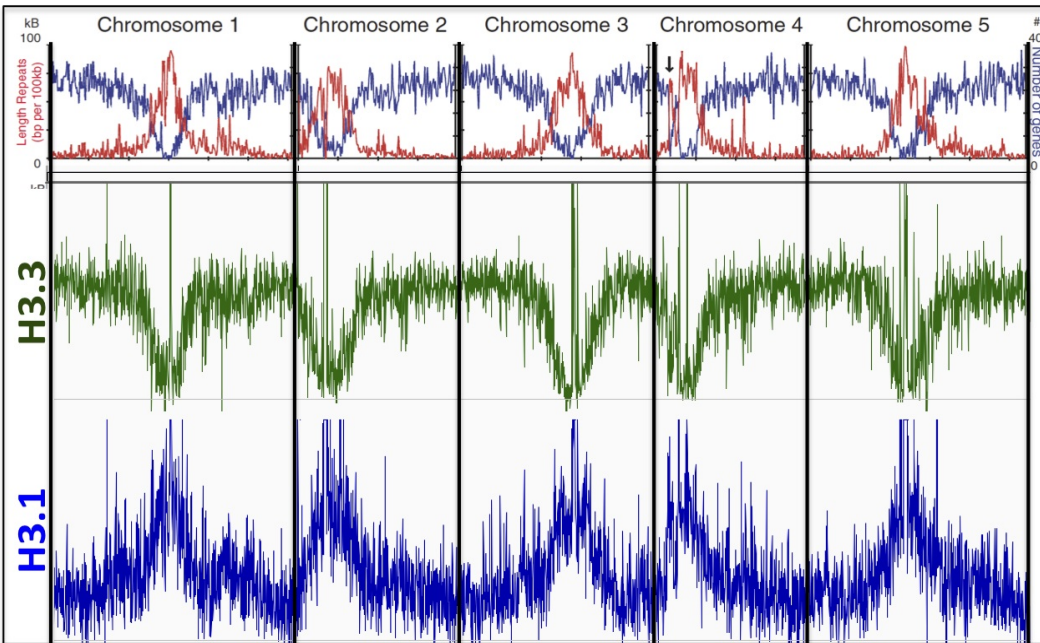 kB
Chromosome 1
Chromosome 2
Chromosome 3
Chromosome 4
Chromosome 5
#
100
40
Length Repeats
(bp per 100kb)
Number of genes
0
0
H3.3
H3.1